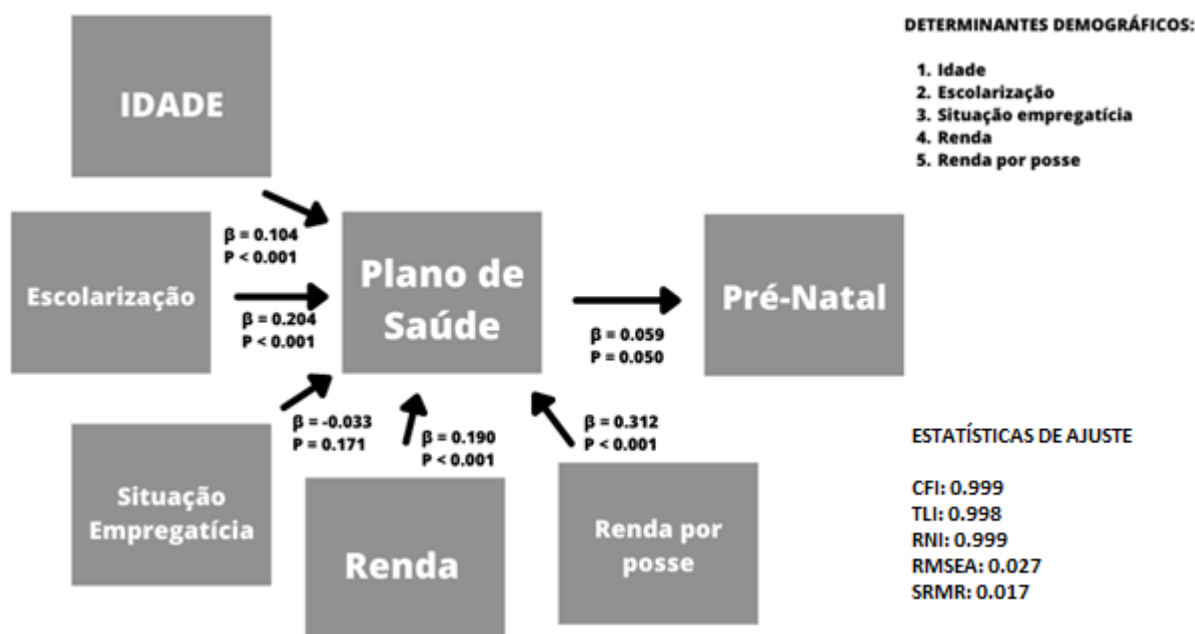 IDADE
DETERMINANTES DEMOGRÁFICOS:
1. Idade
2. Escolarização
3. Situação empregatícia
4. Renda
5. Renda por posse
β = 0.104
P < 0.001
Escolarização
β = 0.204
P < 0.001
Plano de
Saúde
β = 0.059
P = 0.050
Pré-Natal
β = -0.033
P = 0.171
β = 0.190
P < 0.001
β = 0.312
P < 0.001
Situação
Empregatícia
Renda
Renda por
posse
ESTATÍSTICAS DE AJUSTE
CFI: 0.999
TLI: 0.998
RNI: 0.999
RMSEA: 0.027
SRMR: 0.017